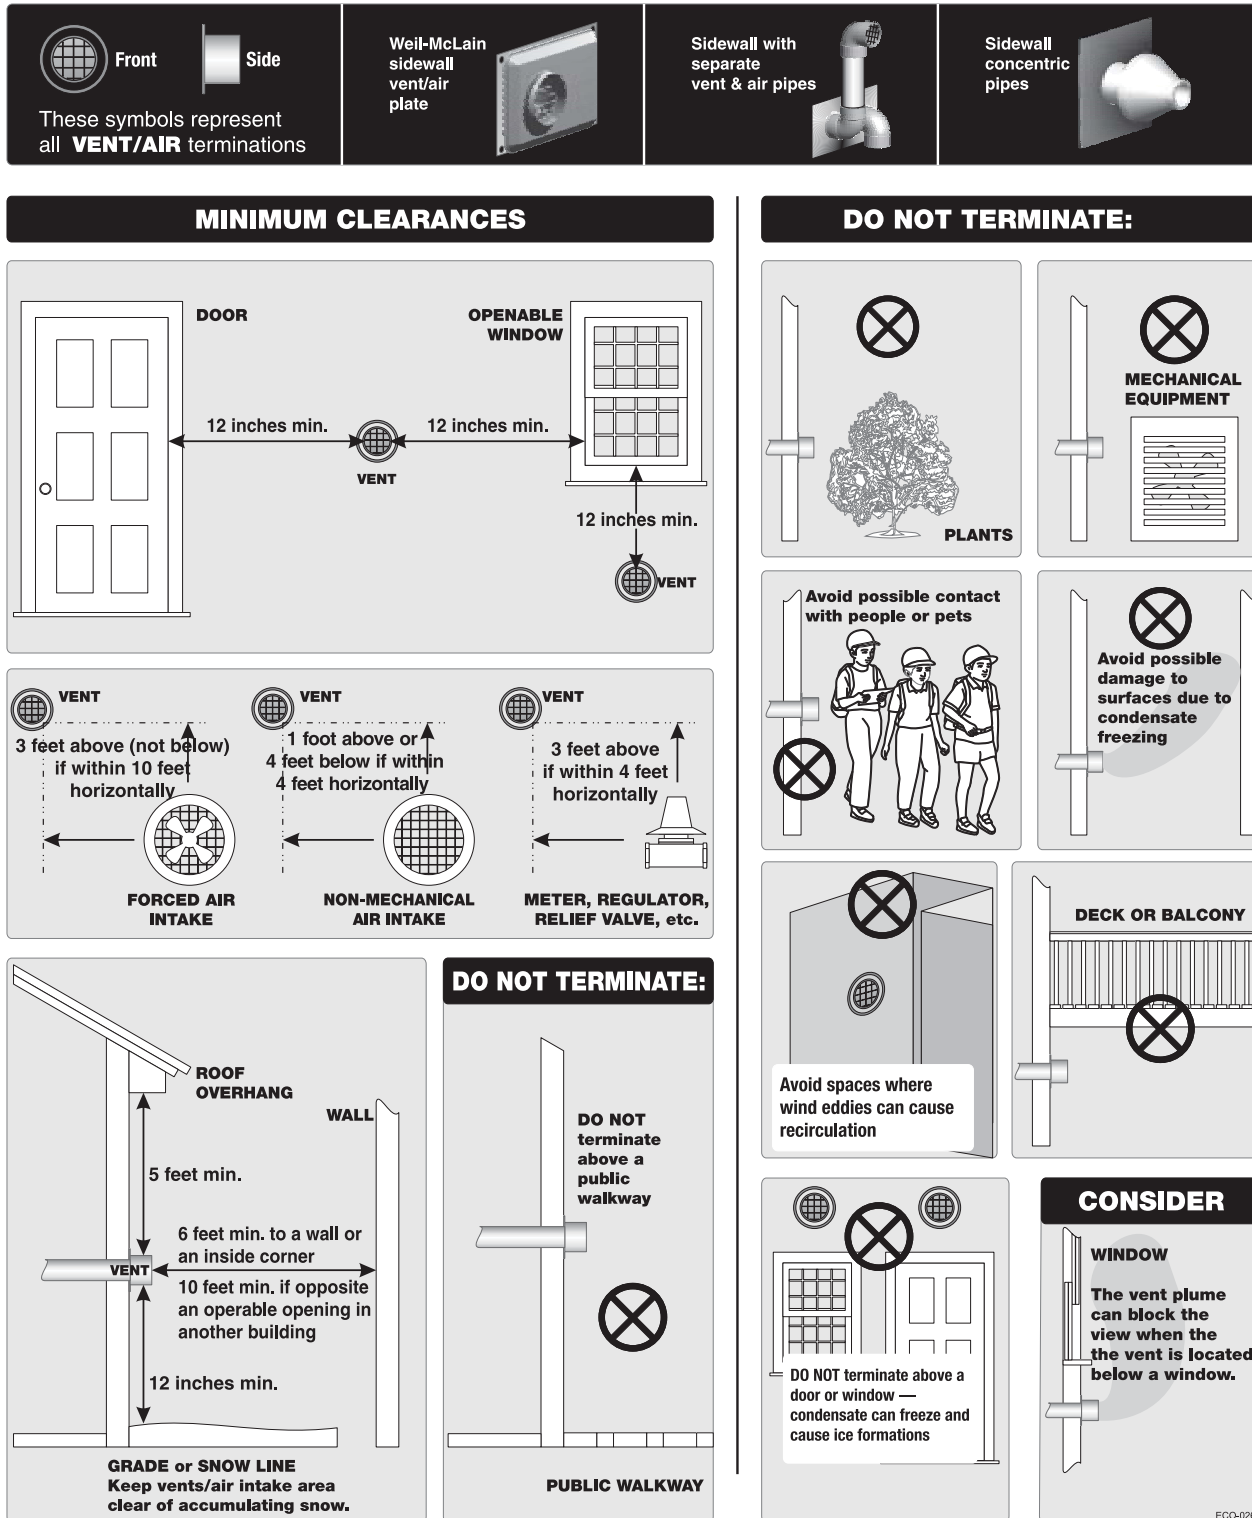 Front
Side
These symbols represent
all VENT/AIR terminations
Weil-McLain
sidewall
vent/air
plate
Sidewall with
separate
vent & air pipes
Sidewall
concentric
pipes
MINIMUM CLEARANCES
DOOR
OPENABLE
WINDOW
12 inches min.
12 inches min.
VENT
12 inches min.
VENT
VENT
3 feet above (not below)
if within 10 feet
horizontally
FORCED AIR
INTAKE
VENT
1 foot above or
4 feet below if within
4 feet horizontally
NON-MECHANICAL
AIR INTAKE
VENT
3 feet above
if within 4 feet
horizontally
METER, REGULATOR,
RELIEF VALVE, etc.
ROOF
OVERHANG
WALL
5 feet min.
6 feet min. to a wall or
an inside corner
VENT
10 feet min. if opposite
an operable opening in
another building
12 inches min.
GRADE or SNOW LINE
Keep vents/air intake area
clear of accumulating snow.
DO NOT TERMINATE:
DO NOT
terminate
above a
public
walkway
PUBLIC WALKWAY
DO NOT TERMINATE:
PLANTS
MECHANICAL
EQUIPMENT
Avoid possible contact
with people or pets
Avoid possible
damage to
surfaces due to
condensate
freezing
Avoid spaces where
wind eddies can cause
recirculation
DECK OR BALCONY
DO NOT terminate above a
door or window —
condensate can freeze and
cause ice formations
CONSIDER
WINDOW
The vent plume
can block the
view when the
the vent is located
below a window.